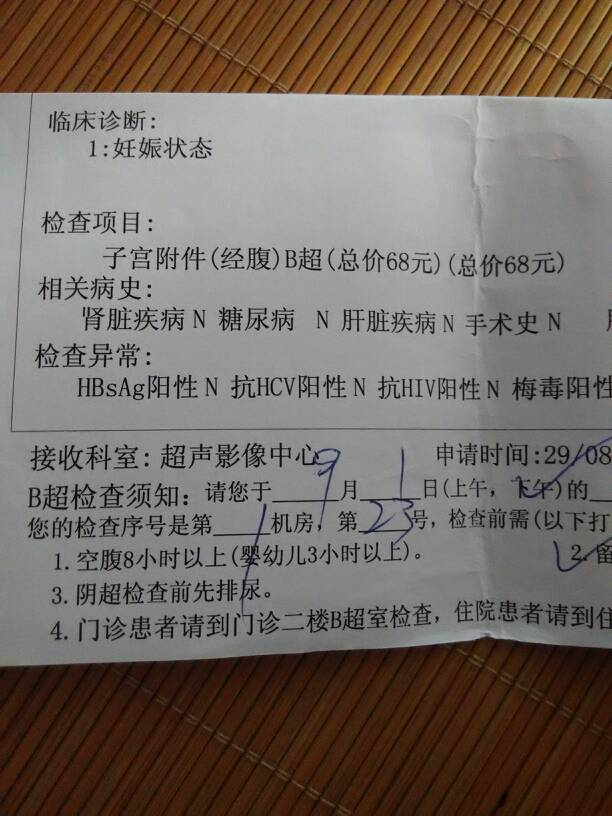 临床诊断:
1:妊娠状态
检查项目:
子宫附件(经腹)B超(总价68元)(总价68元)
相关病史:
肾脏疾病 N 糖尿病 N 肝脏疾病 N 手术史 N
检查异常:
HBsAg阳性 N 抗HCV阳性 N 抗HIV阳性 N 梅毒阳性
接收科室: 超声影像中心 申请时间:29/08
B超检查须知: 请您于 9 月 1 日(上午, 下午)的
您的检查序号是第 1 机房, 第 23 号, 检查前需(以下打
1. 空腹8小时以上(婴幼儿3小时以上)。 2. 留
3. 阴超检查前先排尿。
4. 门诊患者请到门诊二楼B超室检查, 住院患者请到住